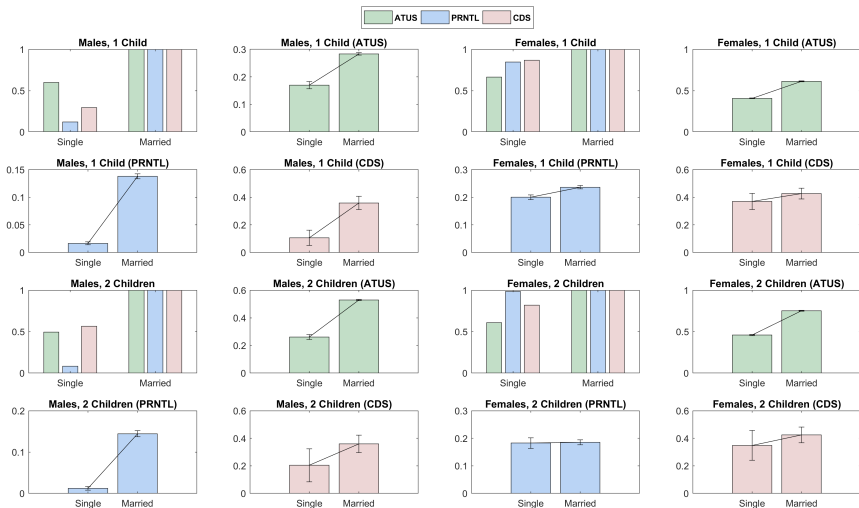 ATUS PRNTL CDS
Males, 1 Child
1
0.5
0
Single Married
Males, 1 Child (ATUS)
0.3
0.2
0.1
0
Single Married
Females, 1 Child
1
0.5
0
Single Married
Females, 1 Child (ATUS)
1
0.5
0
Single Married
Males, 1 Child (PRNTL)
0.15
0.1
0.05
0
Single Married
Males, 1 Child (CDS)
0.6
0.4
0.2
0
Single Married
Females, 1 Child (PRNTL)
0.3
0.2
0.1
0
Single Married
Females, 1 Child (CDS)
0.6
0.4
0.2
0
Single Married
Males, 2 Children
1
0.5
0
Single Married
Males, 2 Children (ATUS)
0.6
0.4
0.2
0
Single Married
Females, 2 Children
1
0.5
0
Single Married
Females, 2 Children (ATUS)
1
0.5
0
Single Married
Males, 2 Children (PRNTL)
0.2
0.1
0
Single Married
Males, 2 Children (CDS)
0.6
0.4
0.2
0
Single Married
Females, 2 Children (PRNTL)
0.3
0.2
0.1
0
Single Married
Females, 2 Children (CDS)
0.6
0.4
0.2
0
Single Married